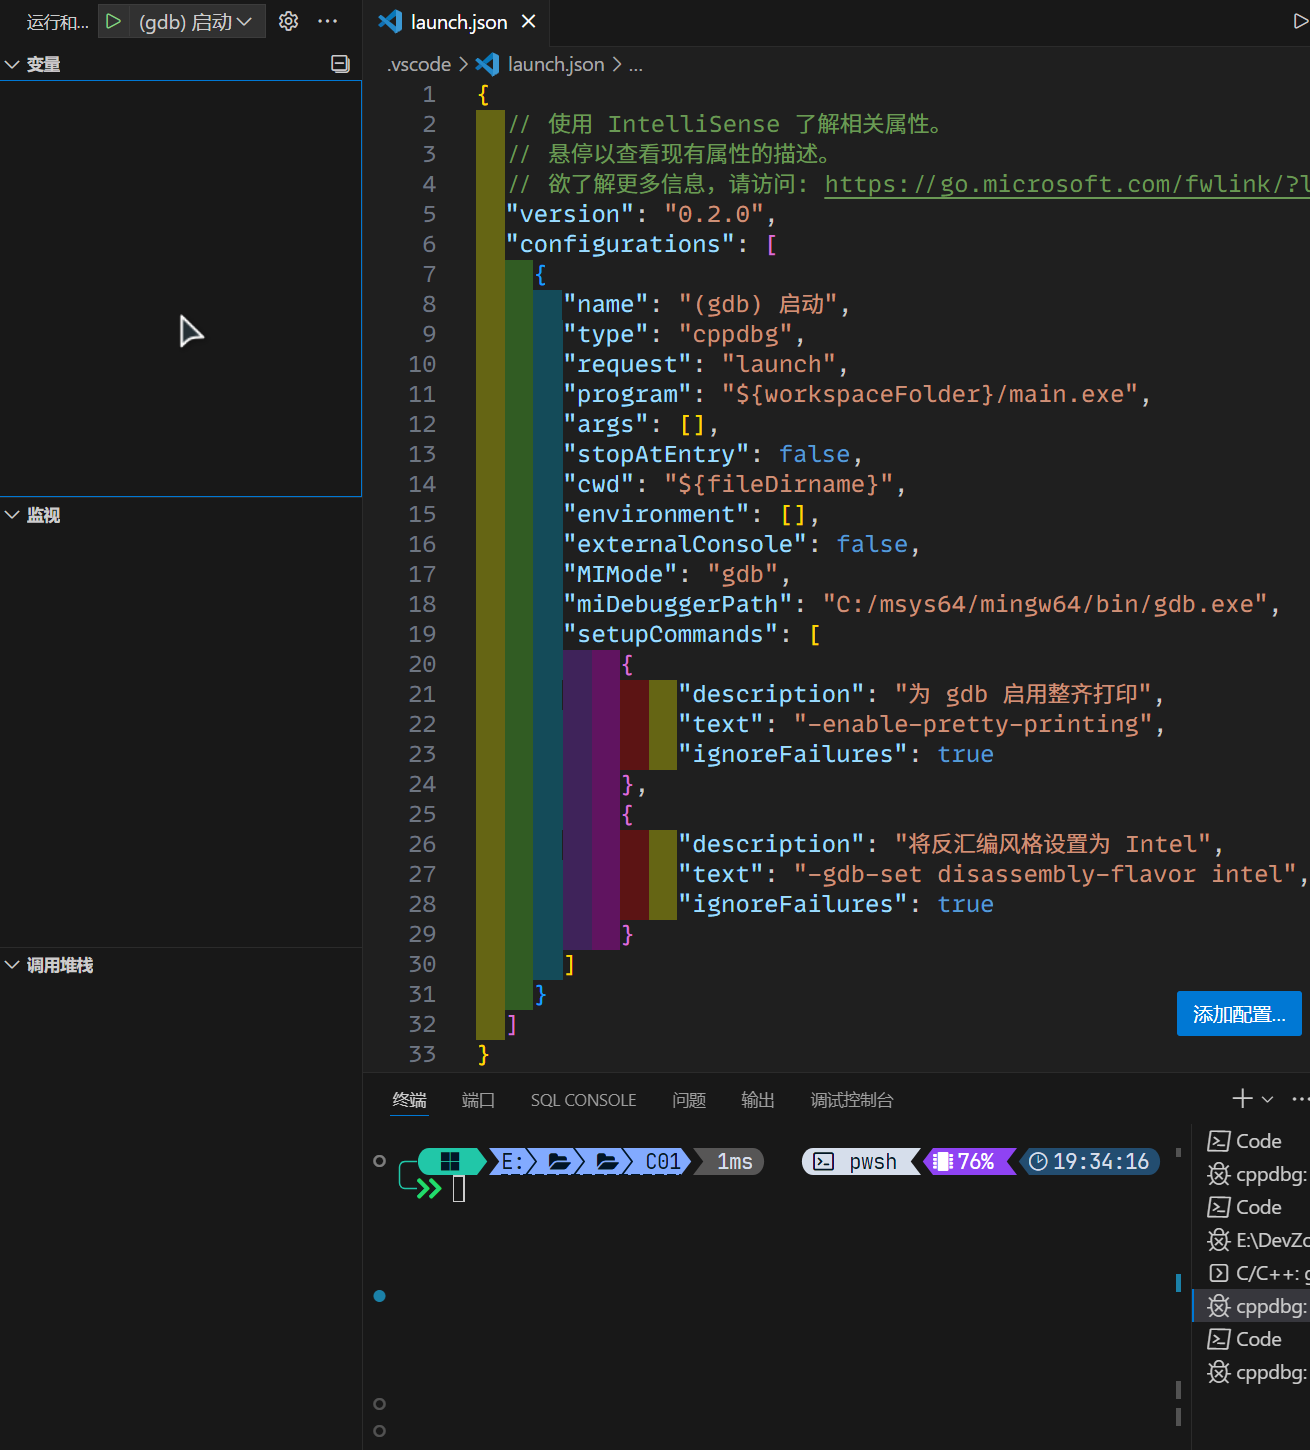 运行和...
(gdb) 启动
变量
监视
调用堆栈
launch.json
.vscode > launch.json > ...
1 {
2 // 使用 IntelliSense 了解相关属性。
3 // 悬停以查看现有属性的描述。
4 // 欲了解更多信息，请访问: https://go.microsoft.com/fwlink/?l
5 "version": "0.2.0",
6 "configurations": [
7 {
8 "name": "(gdb) 启动",
9 "type": "cppdbg",
10 "request": "launch",
11 "program": "${workspaceFolder}/main.exe",
12 "args": [],
13 "stopAtEntry": false,
14 "cwd": "${fileDirname}",
15 "environment": [],
16 "externalConsole": false,
17 "MIMode": "gdb",
18 "miDebuggerPath": "C:/msys64/mingw64/bin/gdb.exe",
19 "setupCommands": [
20 {
21 "description": "为 gdb 启用整齐打印",
22 "text": "-enable-pretty-printing",
23 "ignoreFailures": true
24 },
25 {
26 "description": "将反汇编风格设置为 Intel",
27 "text": "-gdb-set disassembly-flavor intel",
28 "ignoreFailures": true
29 }
30 ]
31 }
32 ]
33 }
添加配置...
终端 端口 SQL CONSOLE 问题 输出 调试控制台
E: C01 1ms pwsh 76% 19:34:16
Code
cppdbg:
Code
E:\DevZc
C/C++: g
cppdbg:
Code
cppdbg: